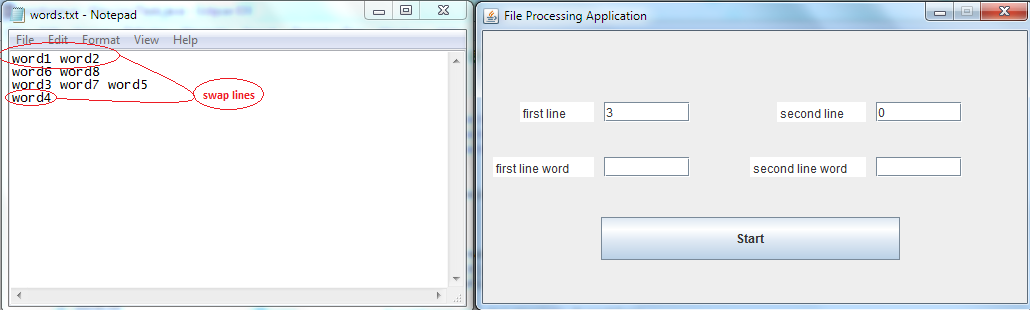 words.txt - Notepad
File Edit Format View Help
word1 word2
word6 word8
word3 word7 word5
word4
swap lines
File Processing Application
first line 3 second line 0
first line word second line word
Start